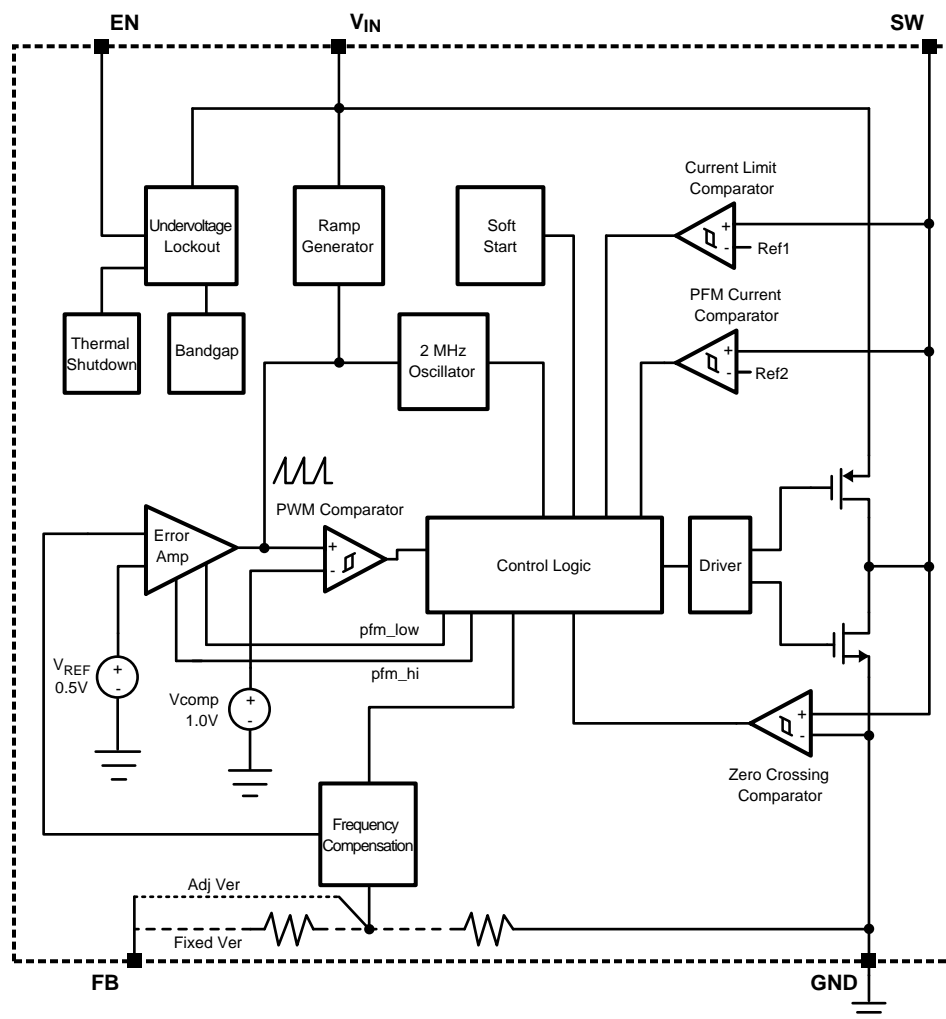 EN
VIN
SW
Current Limit
Comparator
Undervoltage
Lockout
Ramp
Generator
Soft
Start
+
-
Ref1
PFM Current
Comparator
Thermal
Shutdown
Bandgap
2 MHz
Oscillator
+
-
Ref2
PWM Comparator
Error
Amp
+
-
Control Logic
Driver
pfm_low
pfm_hi
VREF
0.5V
+
-
Vcomp
1.0V
+
-
+
-
Zero Crossing
Comparator
Frequency
Compensation
Adj Ver
Fixed Ver
FB
GND